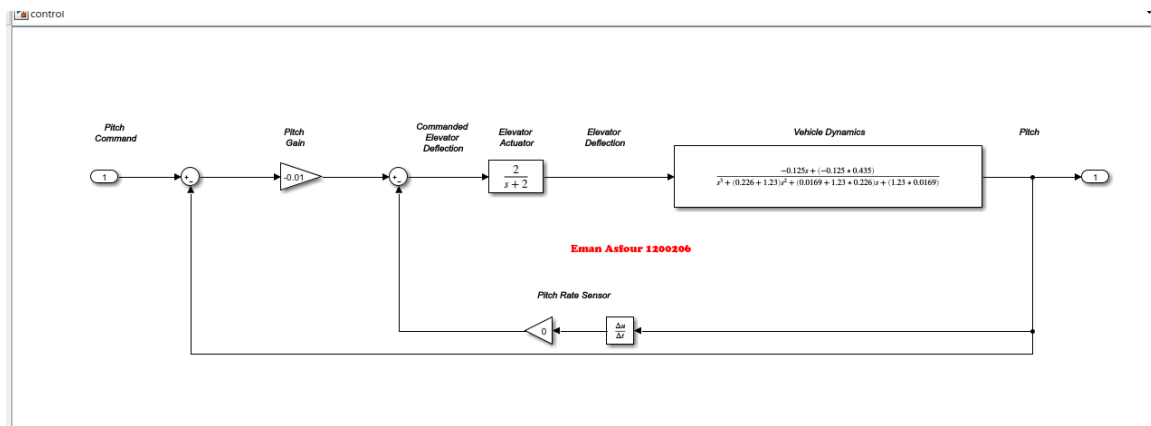 control
Pitch
Command
Pitch
Gain
Commanded
Elevator
Deflection
Elevator
Actuator
Elevator
Deflection
Vehicle Dynamics
Pitch
1
+
-
-0.01
+
-
2
s + 2
-0.125s + (-0.125 * 0.435)
s³ + (0.226 + 1.23)s² + (0.0169 + 1.23 * 0.226)s + (1.23 * 0.0169)
1
Eman Asfour 1200206
Pitch Rate Sensor
0
Δu
Δt